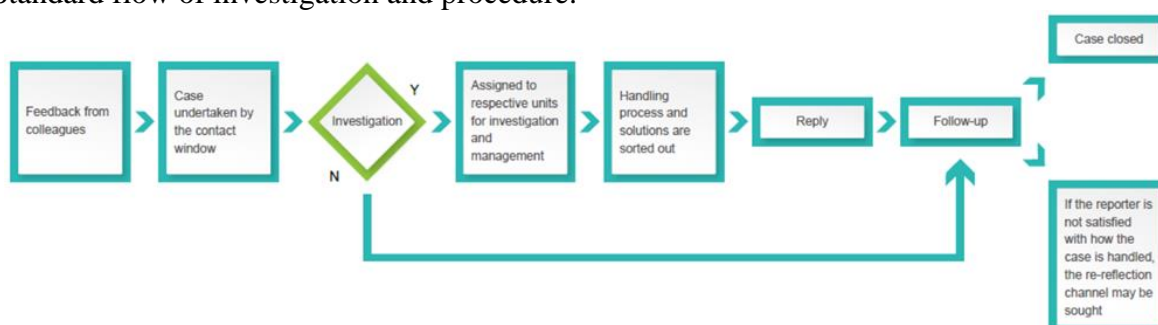 Standard flow of investigation and procedure:
Feedback from
colleagues
Case
undertaken by
the contact
window
Investigation
Y
N
Assigned to
respective units
for investigation
and
management
Handling
process and
solutions are
sorted out
Reply
Follow-up
Case closed
If the reporter is
not satisfied
with how the
case is handled,
the re-reflection
channel may be
sought